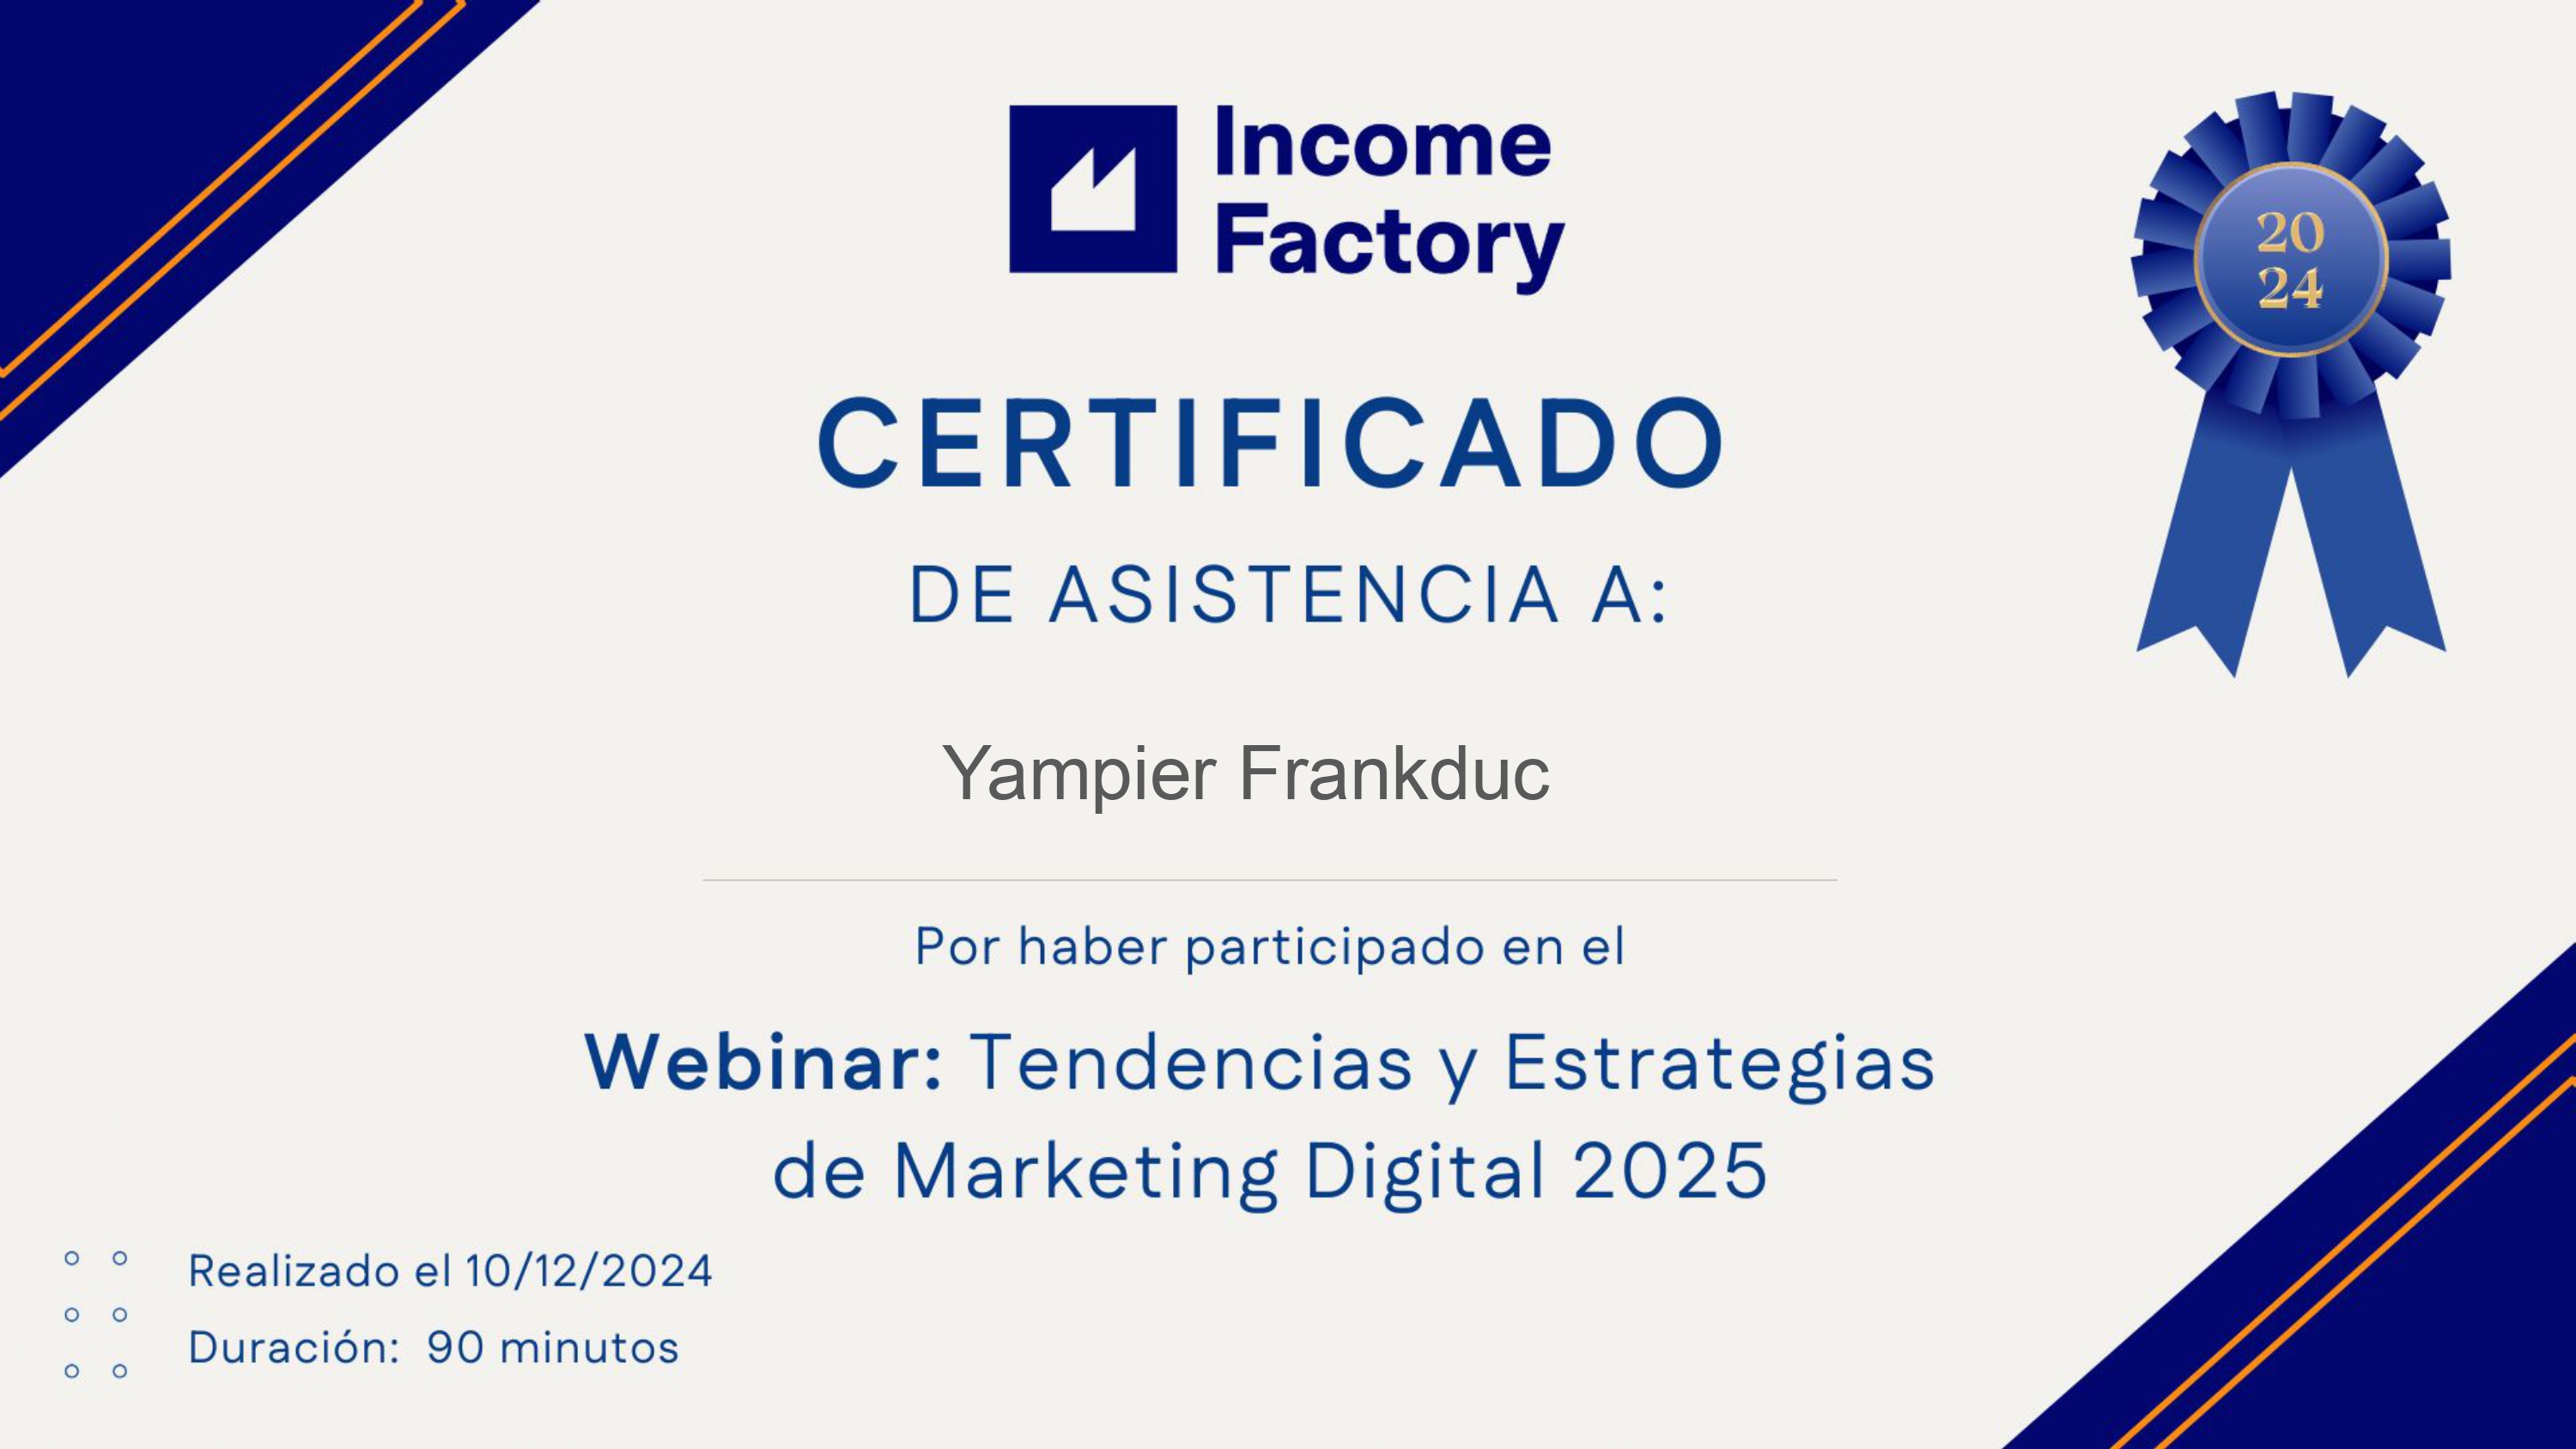 Income
Factory
20
24
CERTIFICADO
DE ASISTENCIA A:
Yampier Frankduc
Por haber participado en el
Webinar: Tendencias y Estrategias
de Marketing Digital 2025
Realizado el 10/12/2024
Duración: 90 minutos